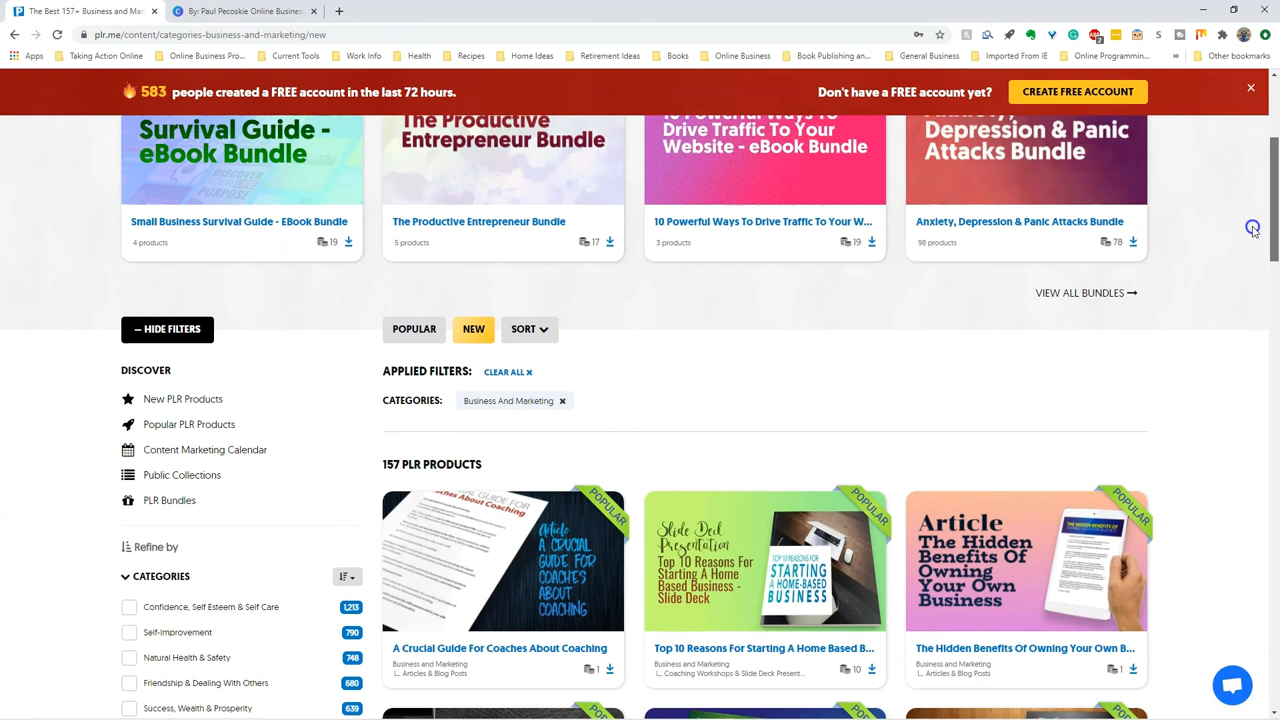 The Best 157+ Business and Mar
By: Paul Pecoskie Online Busines
plr.me/content/categories-business-and-marketing/new
Apps
Taking Action Online
Online Business Pro...
Current Tools
Work Info
Health
Recipes
Home Ideas
Retirement Ideas
Books
Online Business
Book Publishing an...
General Business
Imported From IE
Online Programmin...
Other bookmarks
583 people created a FREE account in the last 72 hours.
Don't have a FREE account yet?
CREATE FREE ACCOUNT
Survival Guide -
eBook Bundle
DISCOVER
PURPOSE
The Productive
Entrepreneur Bundle
10 Powerful Ways To
Drive Traffic To Your
Website - eBook Bundle
Anxiety,
Depression & Panic
Attacks Bundle
Small Business Survival Guide - EBook Bundle
4 products
19
The Productive Entrepreneur Bundle
5 products
17
10 Powerful Ways To Drive Traffic To Your W...
3 products
19
Anxiety, Depression & Panic Attacks Bundle
98 products
78
VIEW ALL BUNDLES
HIDE FILTERS
POPULAR
NEW
SORT
DISCOVER
New PLR Products
Popular PLR Products
Content Marketing Calendar
Public Collections
PLR Bundles
Refine by
CATEGORIES
Confidence, Self Esteem & Self Care
1,213
Self-Improvement
790
Natural Health & Safety
748
Friendship & Dealing With Others
680
Success, Wealth & Prosperity
639
APPLIED FILTERS:
CLEAR ALL ×
CATEGORIES:
Business And Marketing ×
157 PLR PRODUCTS
POPULAR
Article
A CRUCIAL
GUIDE FOR
COACHES
ABOUT
COACHING
A Crucial Guide For Coaches About Coaching
Business and Marketing
Articles & Blog Posts
1
POPULAR
Slide Deck
Presentation
Top 10 Reasons For
Starting A Home
Based Business -
Slide Deck
TOP 10 REASONS FOR
STARTING
A HOME-BASED
BUSINESS
Top 10 Reasons For Starting A Home Based B...
Business and Marketing
Coaching Workshops & Slide Deck Present...
10
POPULAR
Article
The Hidden
Benefits Of
Owning
Your Own
Business
The Hidden Benefits Of Owning Your Own B...
Business and Marketing
Articles & Blog Posts
1